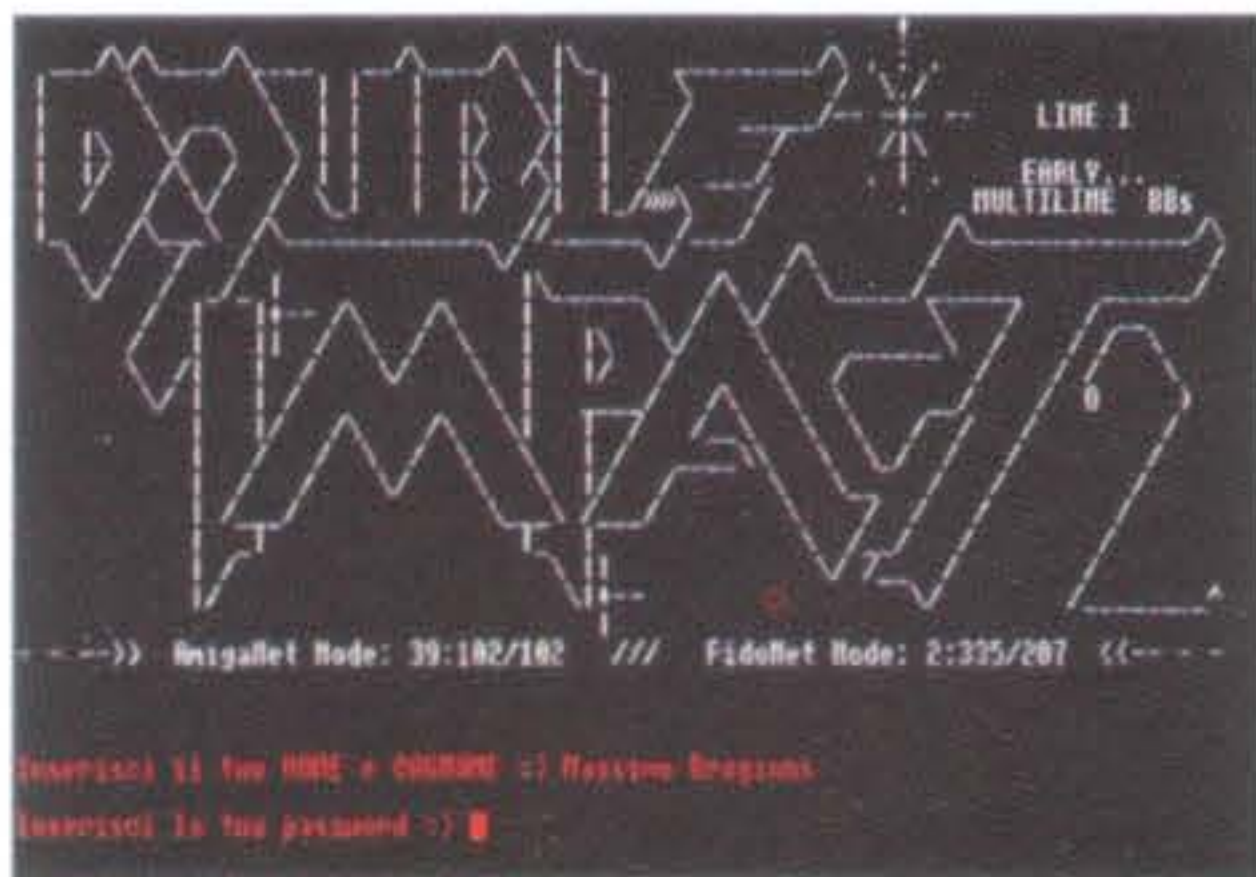 DOUBLE
LINE 1
EARLY...
MULTILINE BBs
IMPACT
AmigaNet Node: 39:102/102 /// FidoNet Node: 2:335/207
Inserisci il tuo NOME e COGNOME :) Massimo
Inserisci la tua password :)